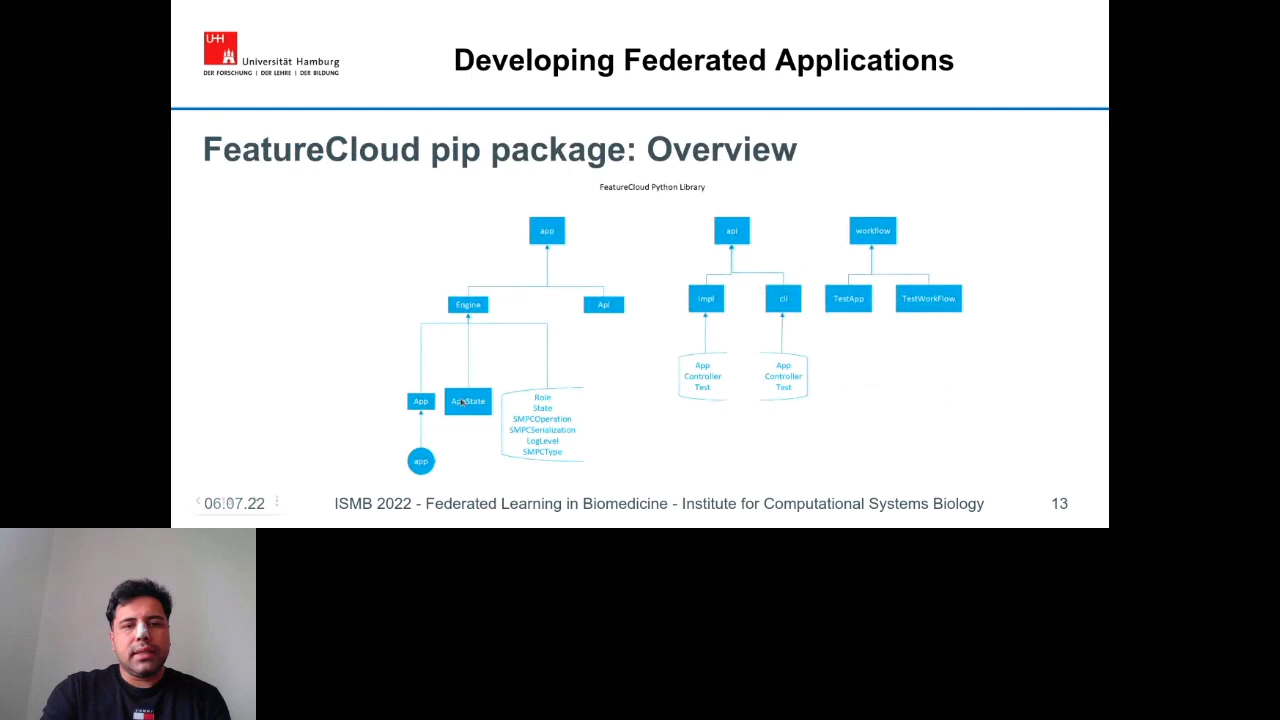 UHH
Universität Hamburg
DER FORSCHUNG | DER LEHRE | DER BILDUNG
Developing Federated Applications
FeatureCloud pip package: Overview
FeatureCloud Python Library
app
api
workflow
Engine
Api
Impl
cli
TestApp
TestWorkFlow
App
Controller
Test
App
Controller
Test
App
AppState
Role
State
SMPCOperation
SMPCSerialization
LogLevel
SMPCType
app
06.07.22
ISMB 2022 - Federated Learning in Biomedicine - Institute for Computational Systems Biology
13